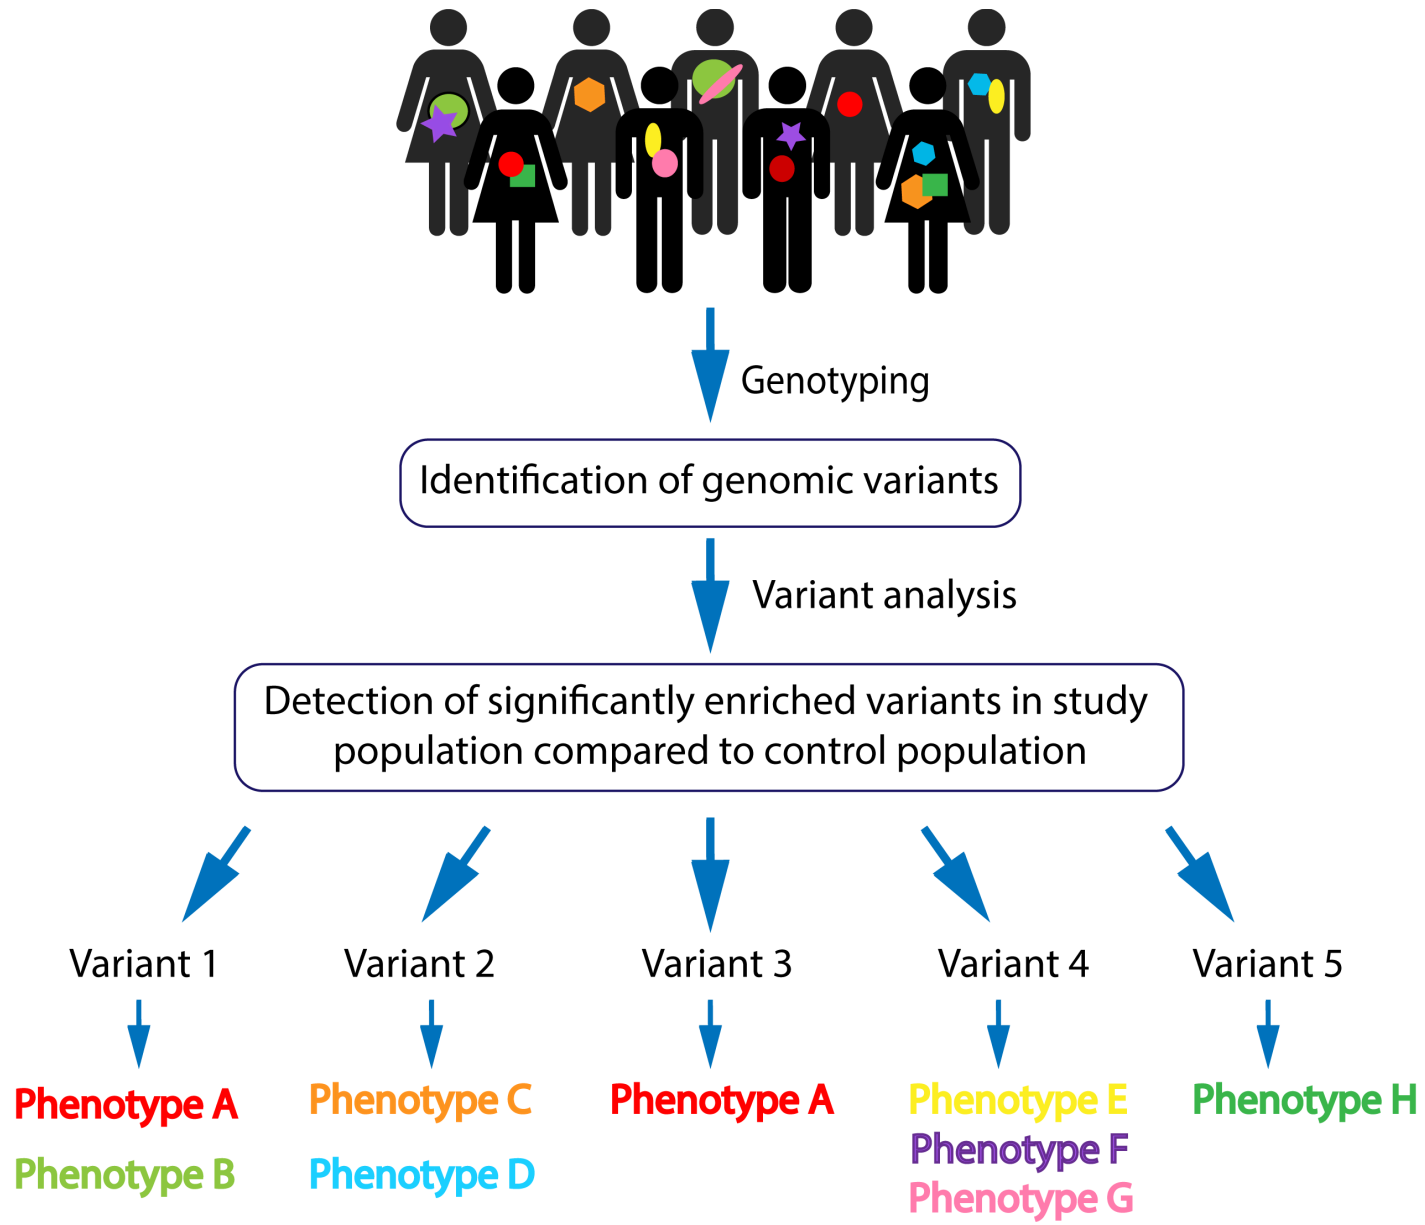 Genotyping
Identification of genomic variants
Variant analysis
Detection of significantly enriched variants in study
population compared to control population
Variant 1
Variant 2
Variant 3
Variant 4
Variant 5
Phenotype A
Phenotype B
Phenotype C
Phenotype D
Phenotype A
Phenotype E
Phenotype F
Phenotype G
Phenotype H